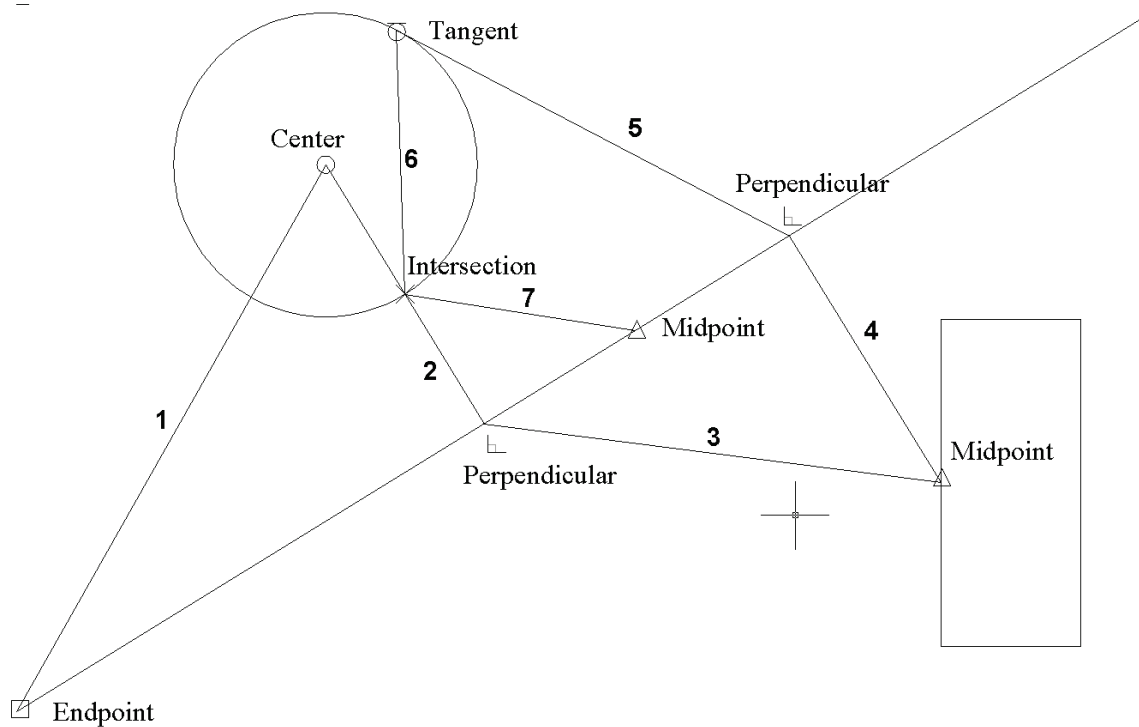 Tangent
5
Center
6
Perpendicular
Intersection
7
Midpoint
4
2
1
3
Midpoint
Perpendicular
Endpoint